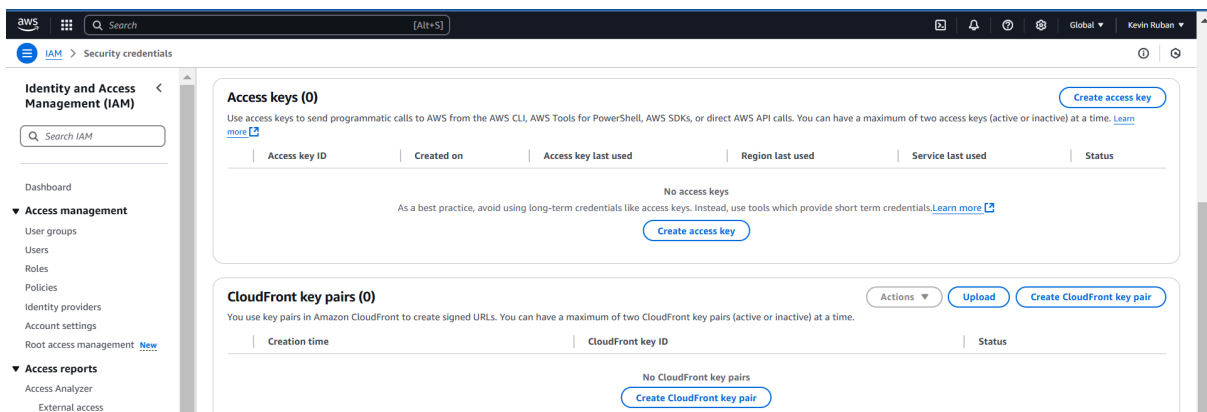 aws
Search [Alt+S]
Global ▼ Kevin Ruban ▼
IAM > Security credentials
Identity and Access
Management (IAM)
Search IAM
Dashboard
Access management
User groups
Users
Roles
Policies
Identity providers
Account settings
Root access management New
Access reports
Access Analyzer
External access
Access keys (0)
Create access key
Use access keys to send programmatic calls to AWS from the AWS CLI, AWS Tools for PowerShell, AWS SDKs, or direct AWS API calls. You can have a maximum of two access keys (active or inactive) at a time. Learn
more
Access key ID Created on Access key last used Region last used Service last used Status
No access keys
As a best practice, avoid using long-term credentials like access keys. Instead, use tools which provide short term credentials.Learn more
Create access key
CloudFront key pairs (0)
Actions ▼ Upload Create CloudFront key pair
You use key pairs in Amazon CloudFront to create signed URLs. You can have a maximum of two CloudFront key pairs (active or inactive) at a time.
Creation time CloudFront key ID Status
No CloudFront key pairs
Create CloudFront key pair